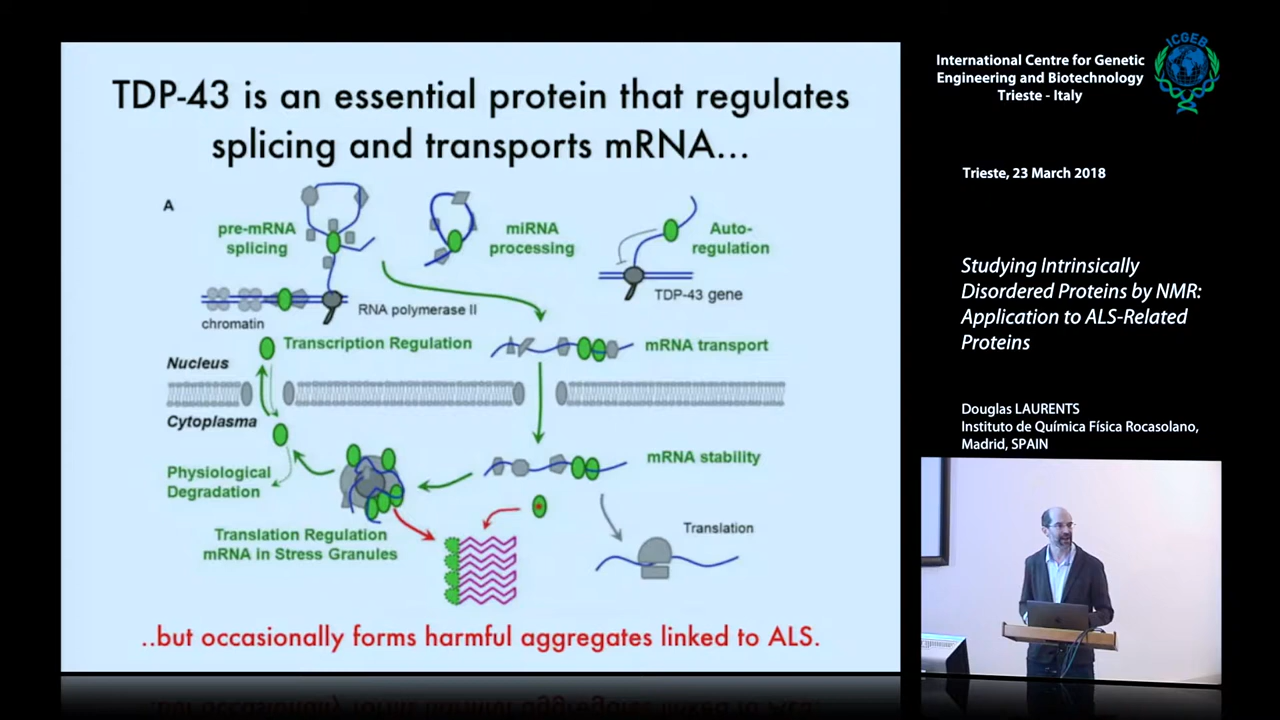 TDP-43 is an essential protein that regulates
splicing and transports mRNA...
A
pre-mRNA
splicing
miRNA
processing
Auto-
regulation
TDP-43 gene
RNA polymerase II
chromatin
Transcription Regulation
mRNA transport
Nucleus
Cytoplasma
Physiological
Degradation
mRNA stability
Translation Regulation
mRNA in Stress Granules
Translation
..but occasionally forms harmful aggregates linked to ALS.
International Centre for Genetic
Engineering and Biotechnology
Trieste - Italy
ICGEB
Trieste, 23 March 2018
Studying Intrinsically
Disordered Proteins by NMR:
Application to ALS-Related
Proteins
Douglas LAURENTS
Instituto de Química Física Rocasolano,
Madrid, SPAIN